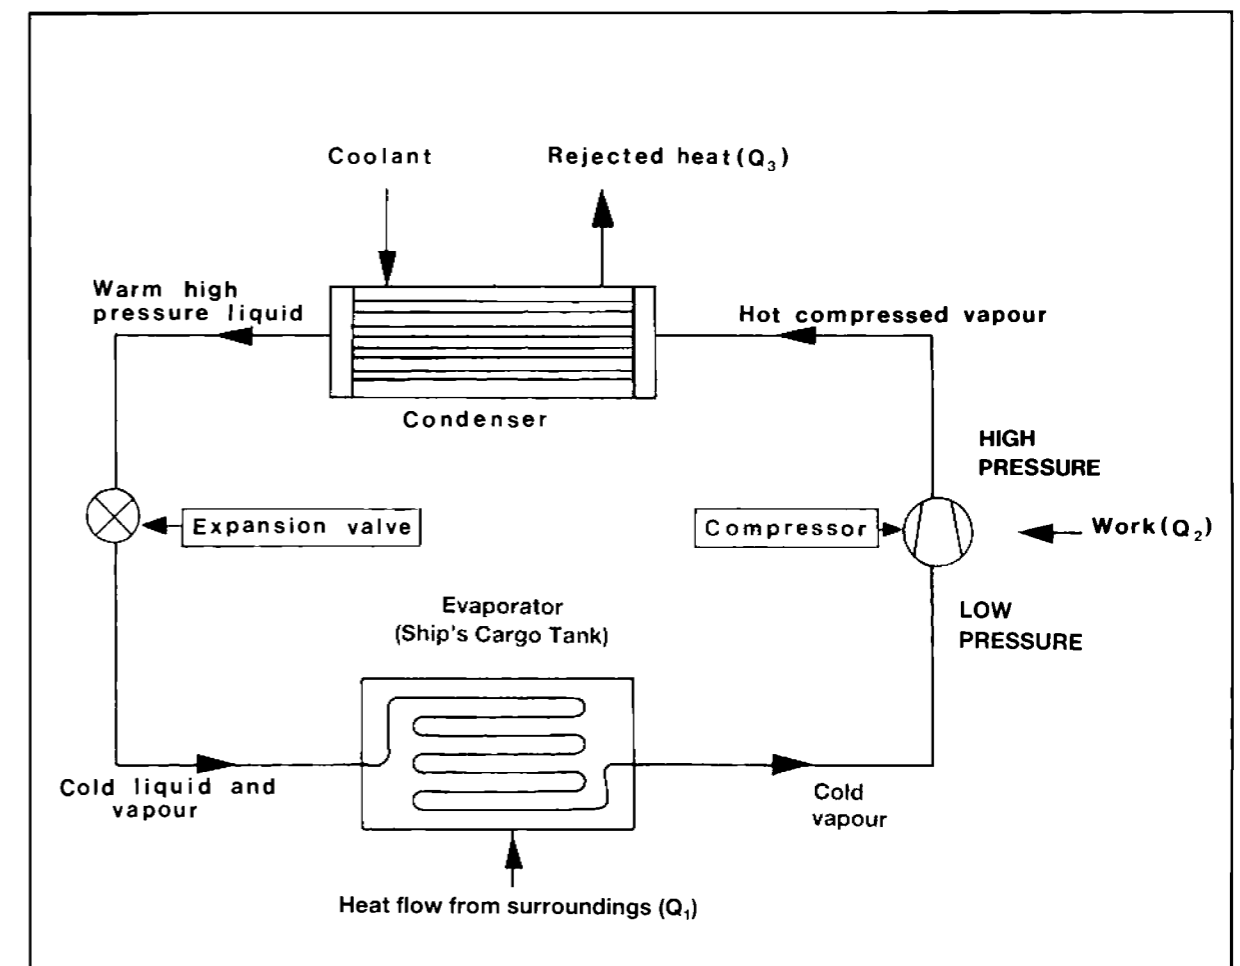 Coolant
Rejected heat (Q₃)
Warm high
pressure liquid
Hot compressed vapour
Condenser
HIGH
PRESSURE
Expansion valve
Compressor
Work (Q₂)
Evaporator
(Ship's Cargo Tank)
LOW
PRESSURE
Cold liquid and
vapour
Cold
vapour
Heat flow from surroundings (Q₁)